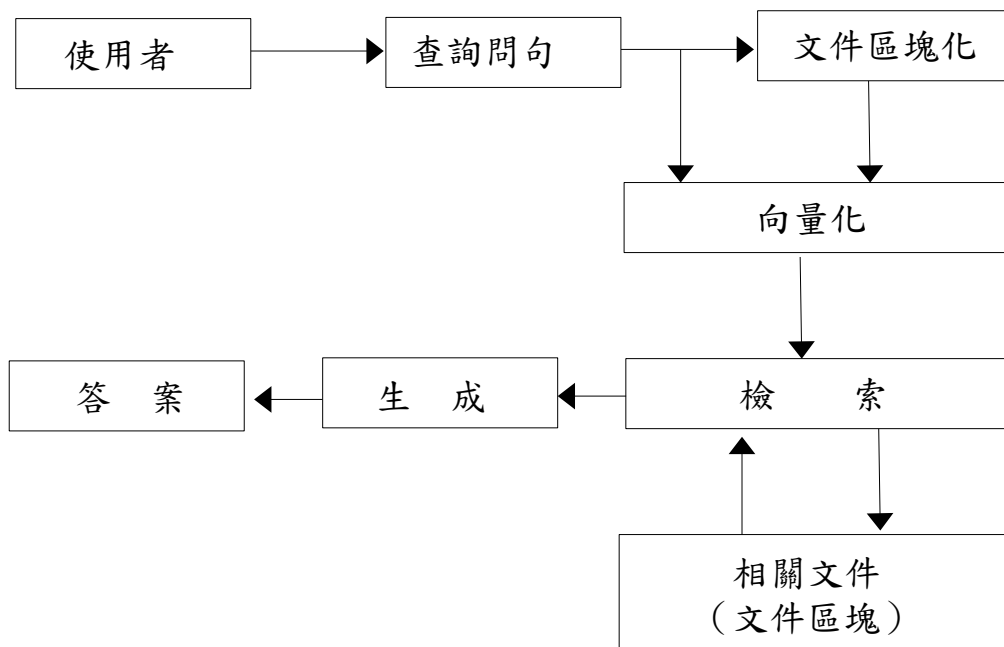 使用者
查詢問句
文件區塊化
向量化
答 案
生 成
檢 索
相關文件
（文件區塊）